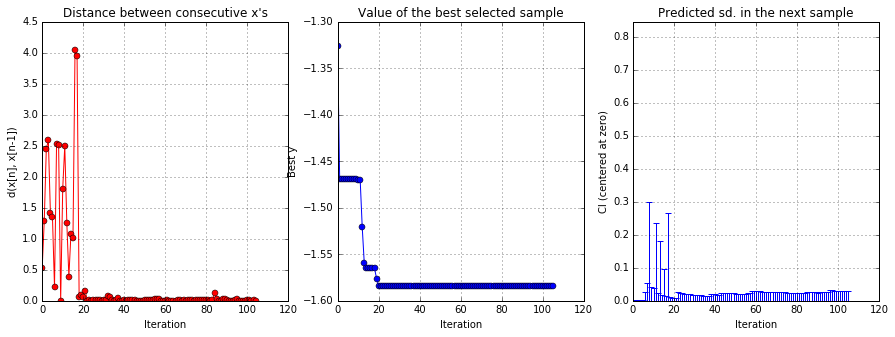 Distance between consecutive x's
4.5
4.0
3.5
3.0
2.5
2.0
1.5
1.0
0.5
0.0
d(x[n], x[n-1])
0 20 40 60 80 100 120
Iteration
Value of the best selected sample
−1.30
−1.35
−1.40
−1.45
−1.50
−1.55
−1.60
Best y
0 20 40 60 80 100 120
Iteration
Predicted sd. in the next sample
0.8
0.7
0.6
0.5
0.4
0.3
0.2
0.1
0.0
CI (centered at zero)
0 20 40 60 80 100 120
Iteration